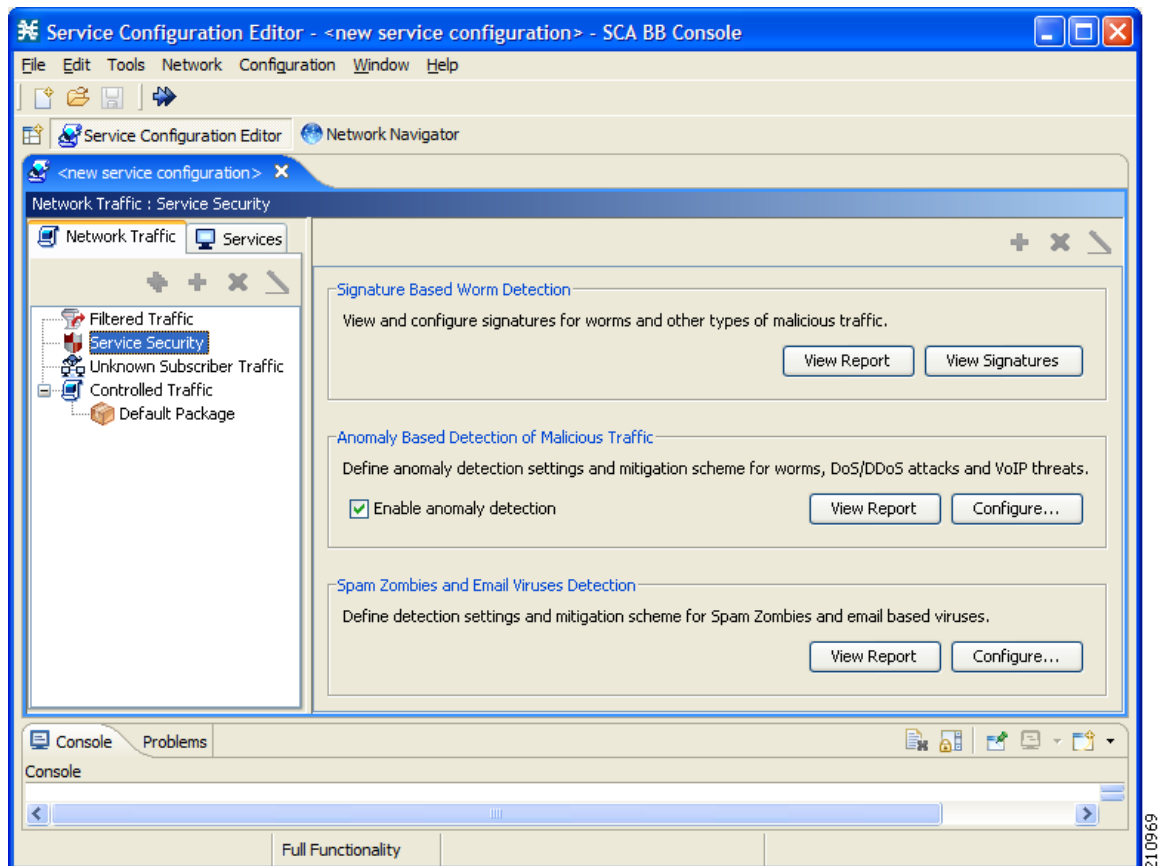 Service Configuration Editor - <new service configuration> - SCA BB Console
File Edit Tools Network Configuration Window Help
Service Configuration Editor Network Navigator
<new service configuration>
Network Traffic : Service Security
Network Traffic Services
Filtered Traffic
Service Security
Unknown Subscriber Traffic
Controlled Traffic
Default Package
Signature Based Worm Detection
View and configure signatures for worms and other types of malicious traffic.
View Report View Signatures
Anomaly Based Detection of Malicious Traffic
Define anomaly detection settings and mitigation scheme for worms, DoS/DDoS attacks and VoIP threats.
Enable anomaly detection View Report Configure...
Spam Zombies and Email Viruses Detection
Define detection settings and mitigation scheme for Spam Zombies and email based viruses.
View Report Configure...
Console Problems
Console
Full Functionality
210969